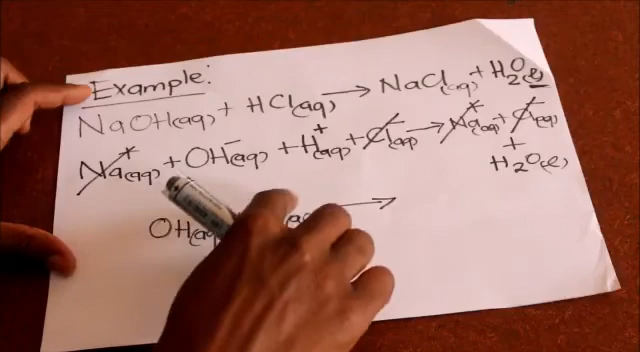 Example:
NaOH(aq) + HCl(aq) → NaCl(aq) + H₂O(l)
Na⁺(aq) + OH⁻(aq) + H⁺(aq) + Cl⁻(aq) → Na⁺(aq) + Cl⁻(aq)
+
H₂O(l)
OH(aq →